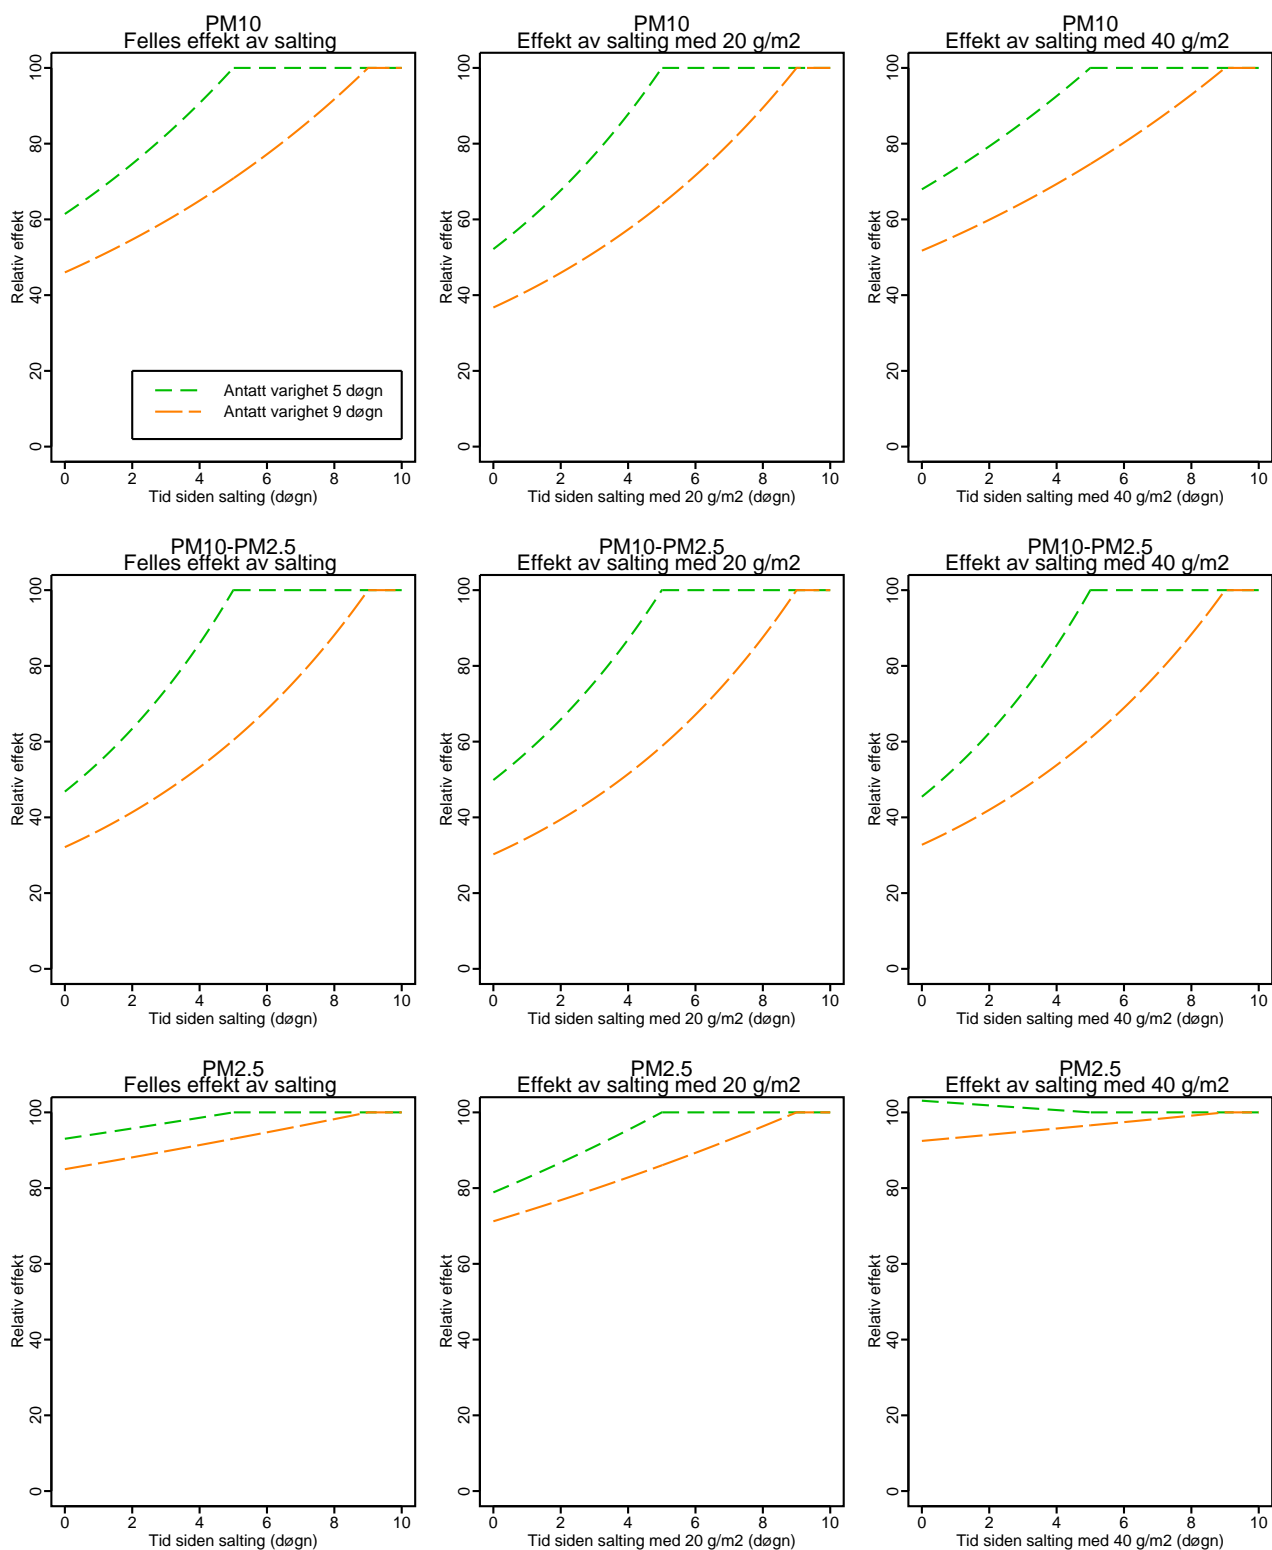 PM10
Felles effekt av salting
Relativ effekt
100
80
60
40
20
0
Antatt varighet 5 døgn
Antatt varighet 9 døgn
0 2 4 6 8 10
Tid siden salting (døgn)
PM10
Effekt av salting med 20 g/m2
Relativ effekt
100
80
60
40
20
0
0 2 4 6 8 10
Tid siden salting med 20 g/m2 (døgn)
PM10
Effekt av salting med 40 g/m2
Relativ effekt
100
80
60
40
20
0
0 2 4 6 8 10
Tid siden salting med 40 g/m2 (døgn)
PM10-PM2.5
Felles effekt av salting
Relativ effekt
100
80
60
40
20
0
0 2 4 6 8 10
Tid siden salting (døgn)
PM10-PM2.5
Effekt av salting med 20 g/m2
Relativ effekt
100
80
60
40
20
0
0 2 4 6 8 10
Tid siden salting med 20 g/m2 (døgn)
PM10-PM2.5
Effekt av salting med 40 g/m2
Relativ effekt
100
80
60
40
20
0
0 2 4 6 8 10
Tid siden salting med 40 g/m2 (døgn)
PM2.5
Felles effekt av salting
Relativ effekt
100
80
60
40
20
0
0 2 4 6 8 10
Tid siden salting (døgn)
PM2.5
Effekt av salting med 20 g/m2
Relativ effekt
100
80
60
40
20
0
0 2 4 6 8 10
Tid siden salting med 20 g/m2 (døgn)
PM2.5
Effekt av salting med 40 g/m2
Relativ effekt
100
80
60
40
20
0
0 2 4 6 8 10
Tid siden salting med 40 g/m2 (døgn)